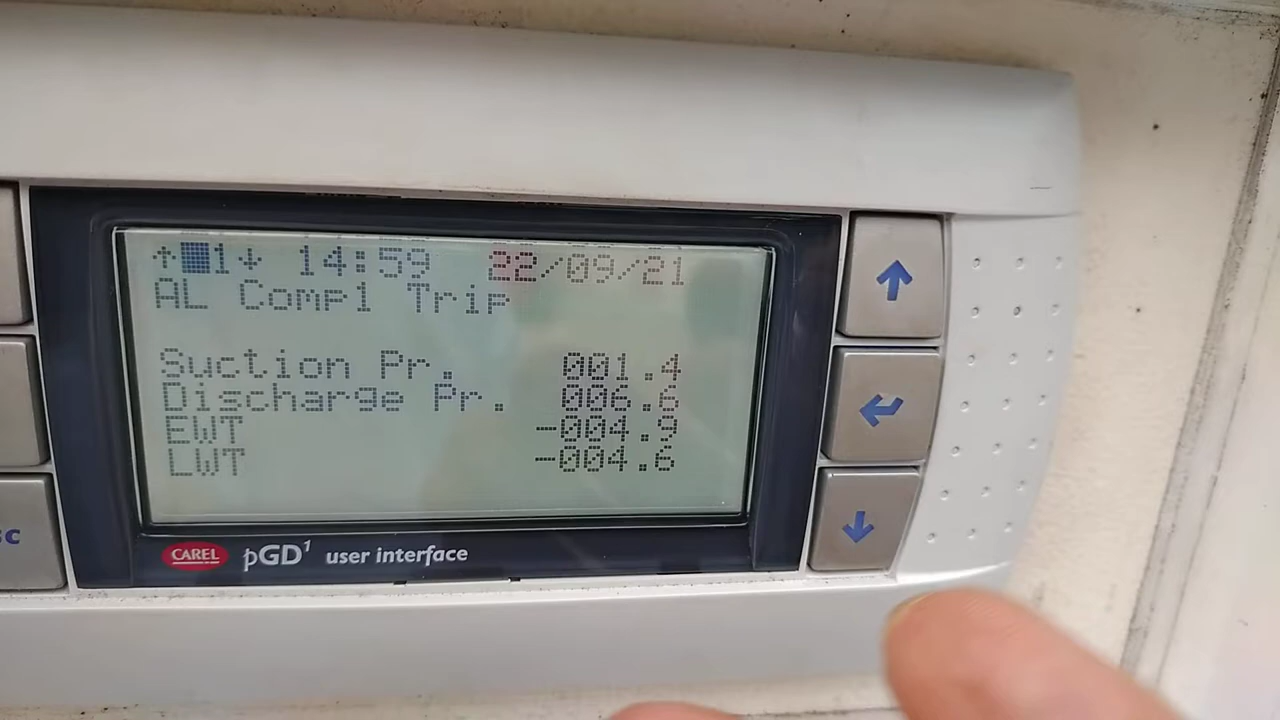 ↑■1↓ 14:59 22/09/21
AL Comp1 Trip
Suction Pr. 001.4
Discharge Pr. 006.6
EWT -004.9
LWT -004.6
CAREL pGD1 user interface